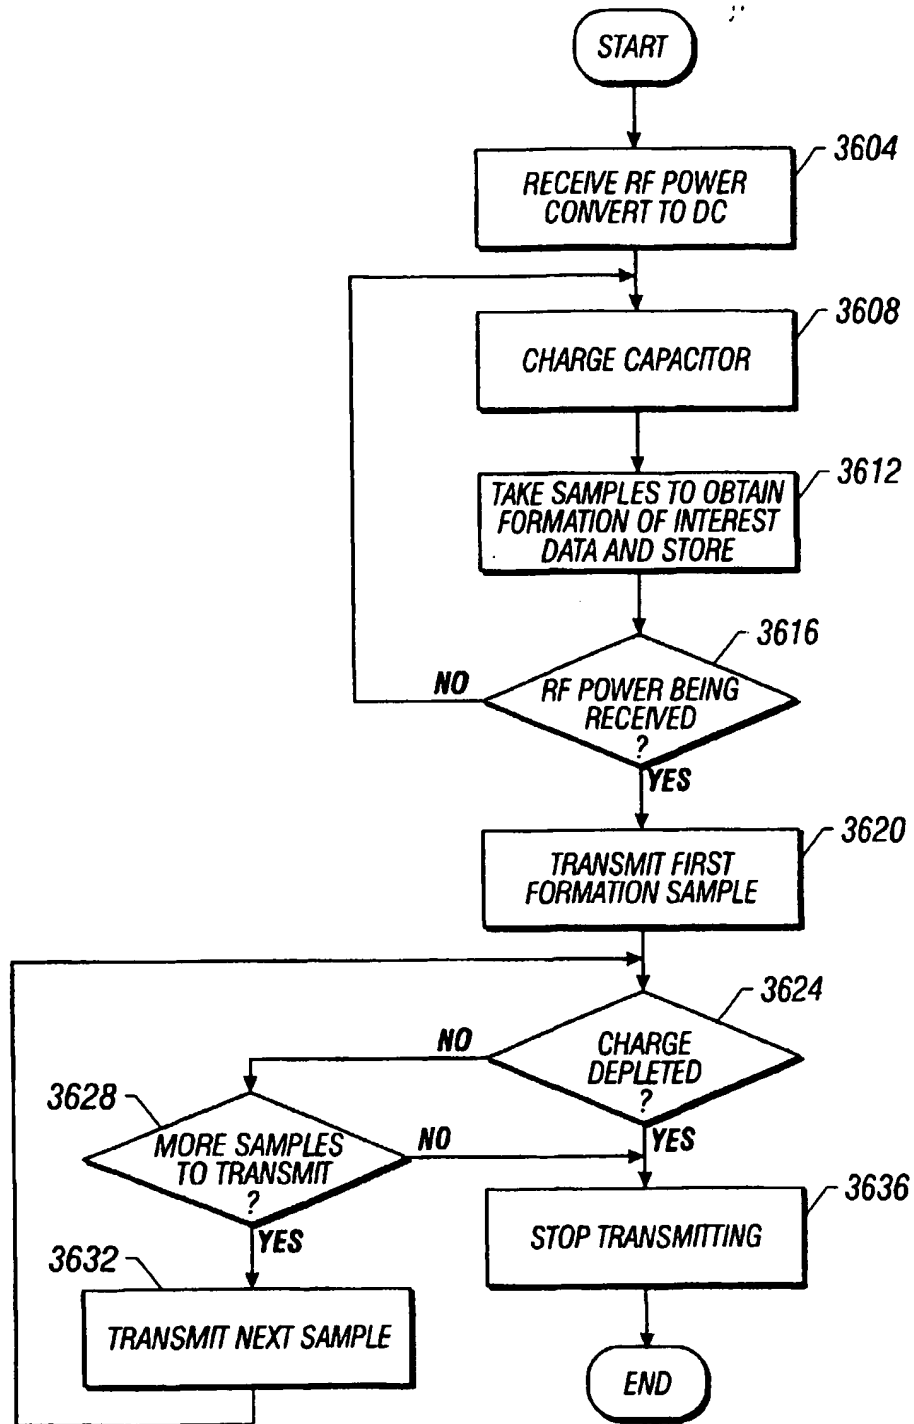 START
3604
RECEIVE RF POWER
CONVERT TO DC
3608
CHARGE CAPACITOR
3612
TAKE SAMPLES TO OBTAIN
FORMATION OF INTEREST
DATA AND STORE
3616
NO
RF POWER BEING
RECEIVED
?
YES
3620
TRANSMIT FIRST
FORMATION SAMPLE
3624
NO
CHARGE
DEPLETED
?
YES
3628
MORE SAMPLES
TO TRANSMIT
?
NO
YES
3636
STOP TRANSMITTING
3632
TRANSMIT NEXT SAMPLE
END